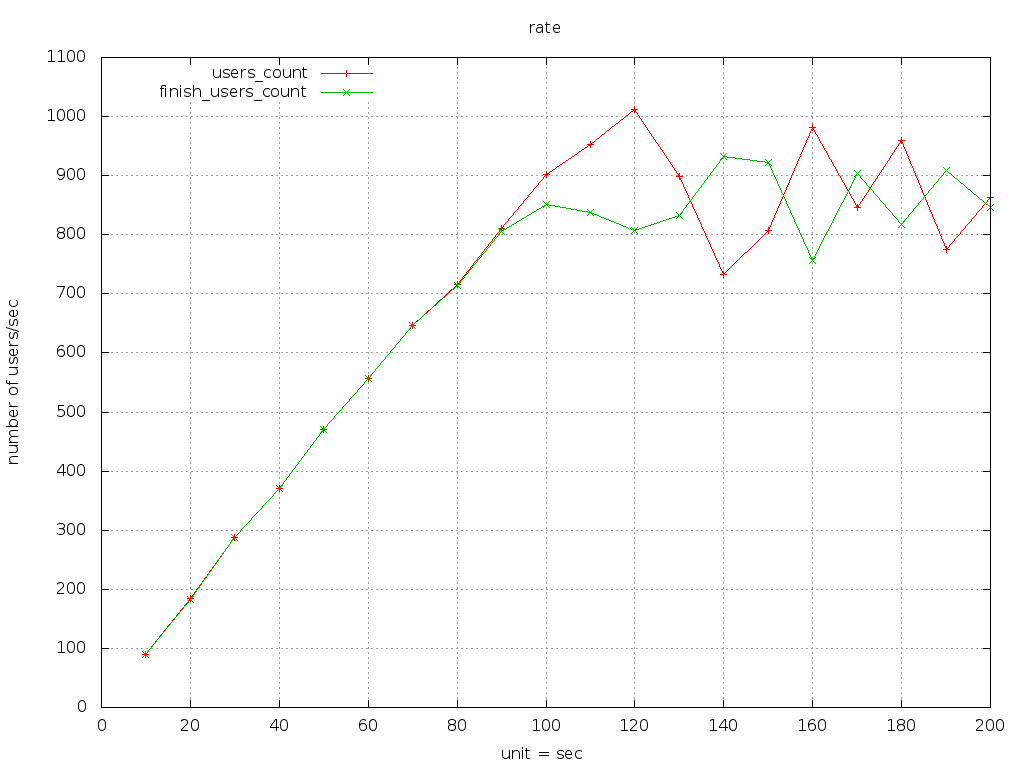 rate
users_count
finish_users_count
1100
1000
900
800
700
600
500
400
300
200
100
0
number of users/sec
0 20 40 60 80 100 120 140 160 180 200
unit = sec